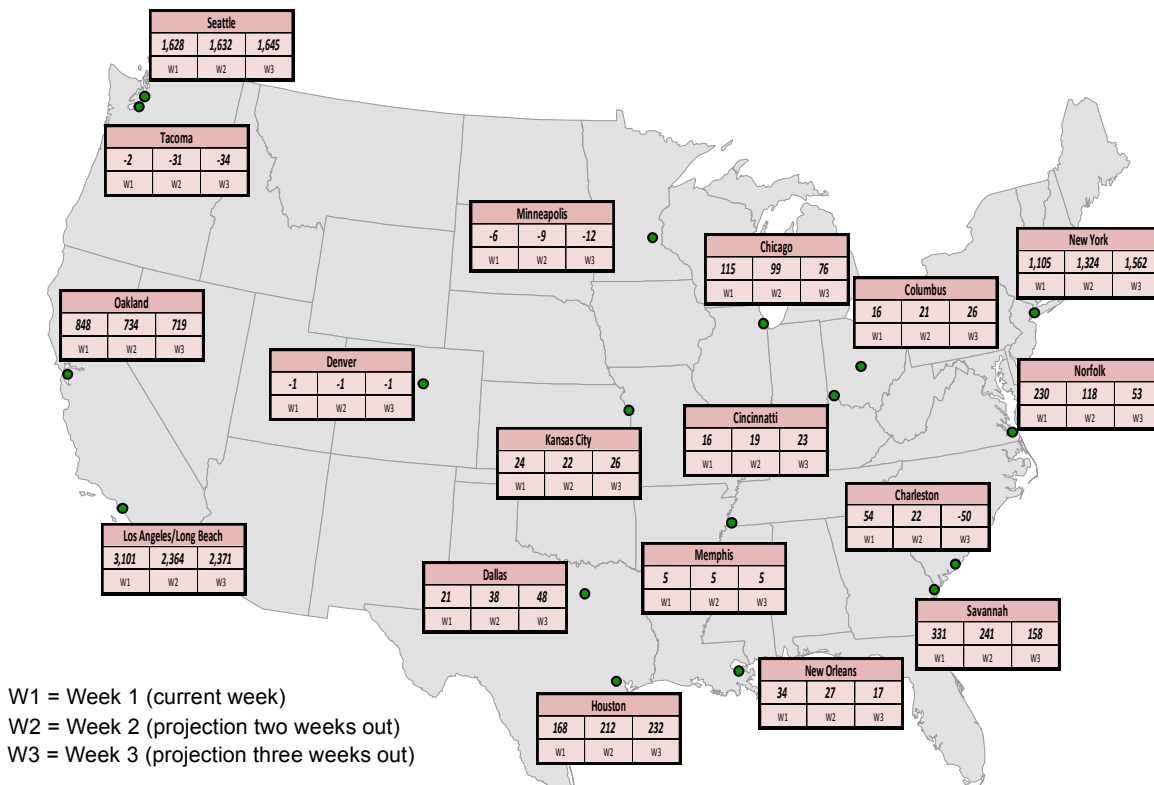 Seattle
1,628 1,632 1,645
W1 W2 W3
Tacoma
-2 -31 -34
W1 W2 W3
Minneapolis
-6 -9 -12
W1 W2 W3
Chicago
115 99 76
W1 W2 W3
New York
1,105 1,324 1,562
W1 W2 W3
Columbus
16 21 26
W1 W2 W3
Oakland
848 734 719
W1 W2 W3
Denver
-1 -1 -1
W1 W2 W3
Norfolk
230 118 53
W1 W2 W3
Cincinnatti
16 19 23
W1 W2 W3
Kansas City
24 22 26
W1 W2 W3
Charleston
54 22 -50
W1 W2 W3
Los Angeles/Long Beach
3,101 2,364 2,371
W1 W2 W3
Memphis
5 5 5
W1 W2 W3
Dallas
21 38 48
W1 W2 W3
Savannah
331 241 158
W1 W2 W3
New Orleans
34 27 17
W1 W2 W3
Houston
168 212 232
W1 W2 W3
W1 = Week 1 (current week)
W2 = Week 2 (projection two weeks out)
W3 = Week 3 (projection three weeks out)